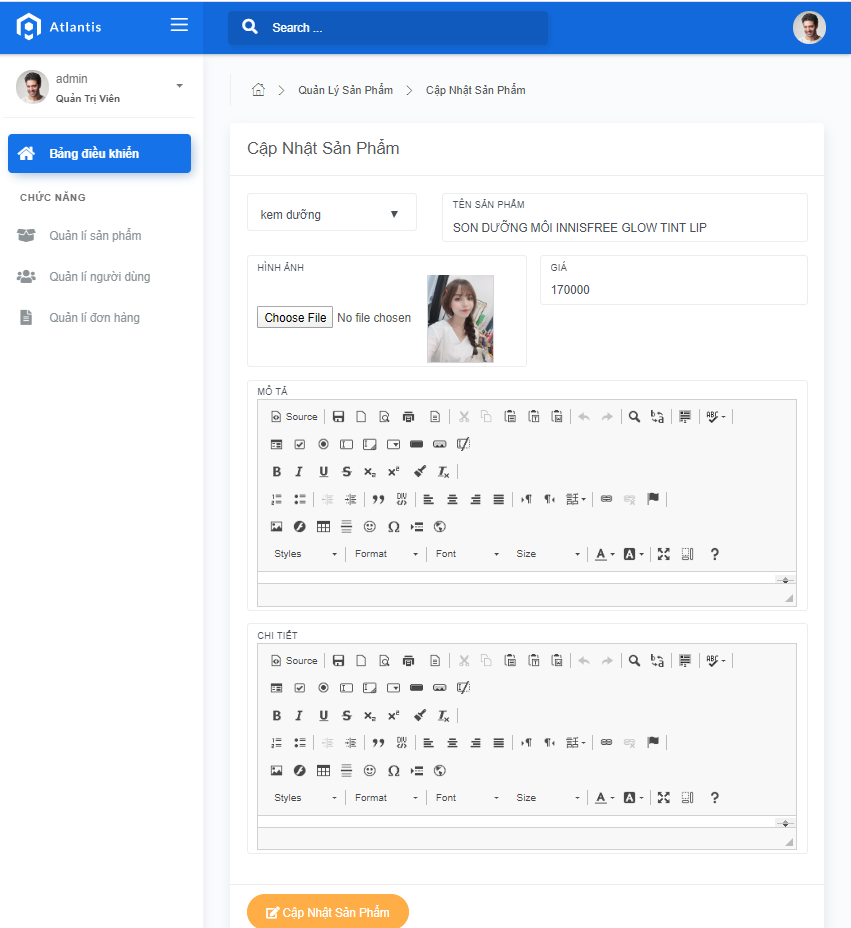 Atlantis
Search ...
admin
Quản Trị Viên
Bảng điều khiển
CHỨC NĂNG
Quản lí sản phẩm
Quản lí người dùng
Quản lí đơn hàng
Quản Lý Sản Phẩm
Cập Nhật Sản Phẩm
Cập Nhật Sản Phẩm
kem dưỡng
TÊN SẢN PHẨM
SON DƯỠNG MÔI INNISFREE GLOW TINT LIP
HÌNH ẢNH
Choose File No file chosen
GIÁ
170000
MÔ TẢ
Source
Styles Format Font Size
CHI TIẾT
Source
Styles Format Font Size
Cập Nhật Sản Phẩm